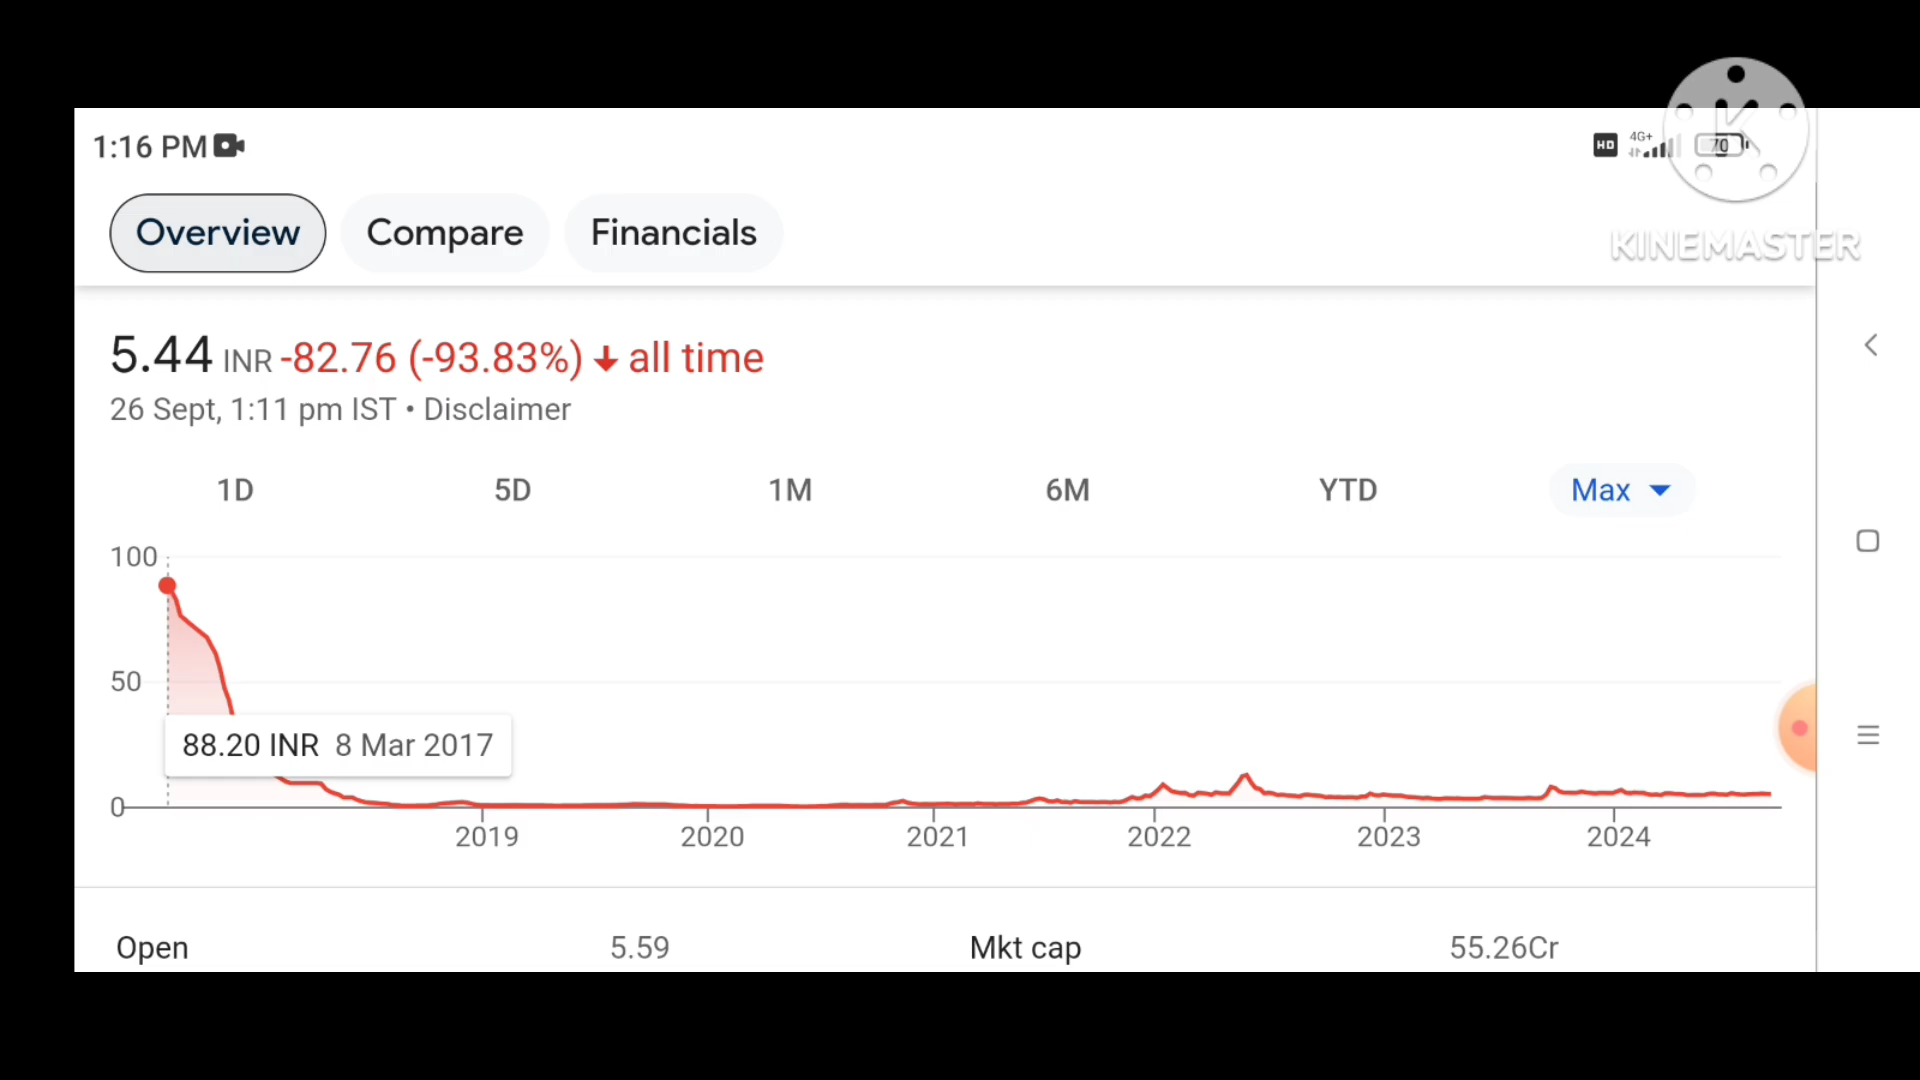 1:16 PM
HD 4G+ 70
KINEMASTER
Overview Compare Financials
5.44 INR -82.76 (-93.83%) ↓ all time
26 Sept, 1:11 pm IST • Disclaimer
1D 5D 1M 6M YTD Max
100
50
88.20 INR 8 Mar 2017
0
2019 2020 2021 2022 2023 2024
Open 5.59 Mkt cap 55.26Cr